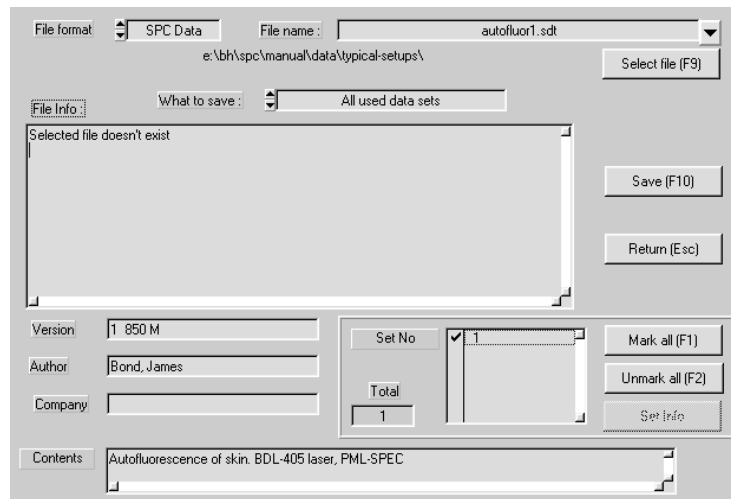 File format SPC Data File name : autofluor1.sdt
e:\bh\spc\manual\data\typical-setups\ Select file (F9)
What to save : All used data sets
File Info :
Selected file doesn't exist
Save (F10)
Return (Esc)
Version 1 850 M
Set No 1 Mark all (F1)
Author Bond, James
Unmark all (F2)
Company Total
1 Set Info
Contents Autofluorescence of skin. BDL-405 laser, PML-SPEC